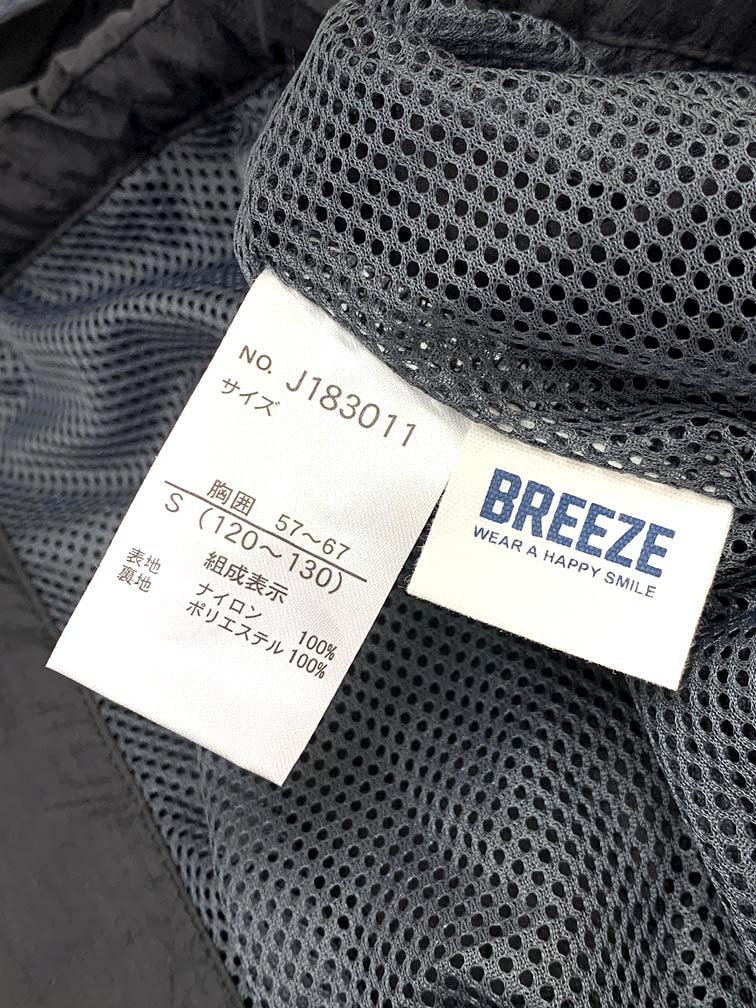 NO. J183011
サイズ
胸囲 57～67
S (120～130)
組成表示
表地 ナイロン 100%
裏地 ポリエステル 100%
BREEZE
WEAR A HAPPY SMILE